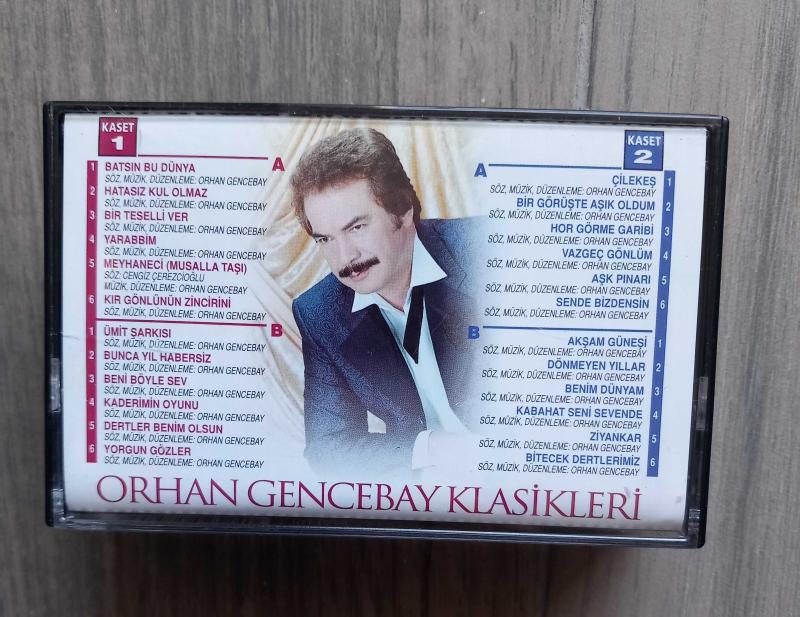 KASET
1
A
1 BATSIN BU DÜNYA
SÖZ, MÜZİK, DÜZENLEME: ORHAN GENCEBAY
2 HATASIZ KUL OLMAZ
SÖZ, MÜZİK, DÜZENLEME: ORHAN GENCEBAY
3 BİR TESELLİ VER
SÖZ, MÜZİK, DÜZENLEME: ORHAN GENCEBAY
4 YARABBİM
SÖZ, MÜZİK, DÜZENLEME: ORHAN GENCEBAY
5 MEYHANECİ (MUSALLA TAŞI)
SÖZ: CENGİZ ÇEREZCİOĞLU
MÜZİK, DÜZENLEME: ORHAN GENCEBAY
6 KIR GÖNLÜNÜN ZİNCİRİNİ
SÖZ, MÜZİK, DÜZENLEME: ORHAN GENCEBAY
B
1 ÜMİT ŞARKISI
SÖZ, MÜZİK, DÜZENLEME: ORHAN GENCEBAY
2 BUNCA YIL HABERSİZ
SÖZ, MÜZİK, DÜZENLEME: ORHAN GENCEBAY
3 BENİ BÖYLE SEV
SÖZ, MÜZİK, DÜZENLEME: ORHAN GENCEBAY
4 KADERİMİN OYUNU
SÖZ, MÜZİK, DÜZENLEME: ORHAN GENCEBAY
5 DERTLER BENİM OLSUN
SÖZ, MÜZİK, DÜZENLEME: ORHAN GENCEBAY
6 YORGUN GÖZLER
SÖZ, MÜZİK, DÜZENLEME: ORHAN GENCEBAY
KASET
2
A
ÇİLEKEŞ 1
SÖZ, MÜZİK, DÜZENLEME: ORHAN GENCEBAY
BİR GÖRÜŞTE AŞIK OLDUM 2
SÖZ, MÜZİK, DÜZENLEME: ORHAN GENCEBAY
HOR GÖRME GARİBİ 3
SÖZ, MÜZİK, DÜZENLEME: ORHAN GENCEBAY
VAZGEÇ GÖNLÜM 4
SÖZ, MÜZİK, DÜZENLEME: ORHAN GENCEBAY
AŞK PINARI 5
SÖZ, MÜZİK, DÜZENLEME: ORHAN GENCEBAY
SENDE BİZDENSİN 6
SÖZ, MÜZİK, DÜZENLEME: ORHAN GENCEBAY
B
AKŞAM GÜNEŞİ 1
SÖZ, MÜZİK, DÜZENLEME: ORHAN GENCEBAY
DÖNMEYEN YILLAR 2
SÖZ, MÜZİK, DÜZENLEME: ORHAN GENCEBAY
BENİM DÜNYAM 3
SÖZ, MÜZİK, DÜZENLEME: ORHAN GENCEBAY
KABAHAT SENİ SEVENDE 4
SÖZ, MÜZİK, DÜZENLEME: ORHAN GENCEBAY
ZİYANKAR 5
SÖZ, MÜZİK, DÜZENLEME: ORHAN GENCEBAY
BİTECEK DERTLERİMİZ 6
SÖZ, MÜZİK, DÜZENLEME: ORHAN GENCEBAY
ORHAN GENCEBAY KLASİKLERİ